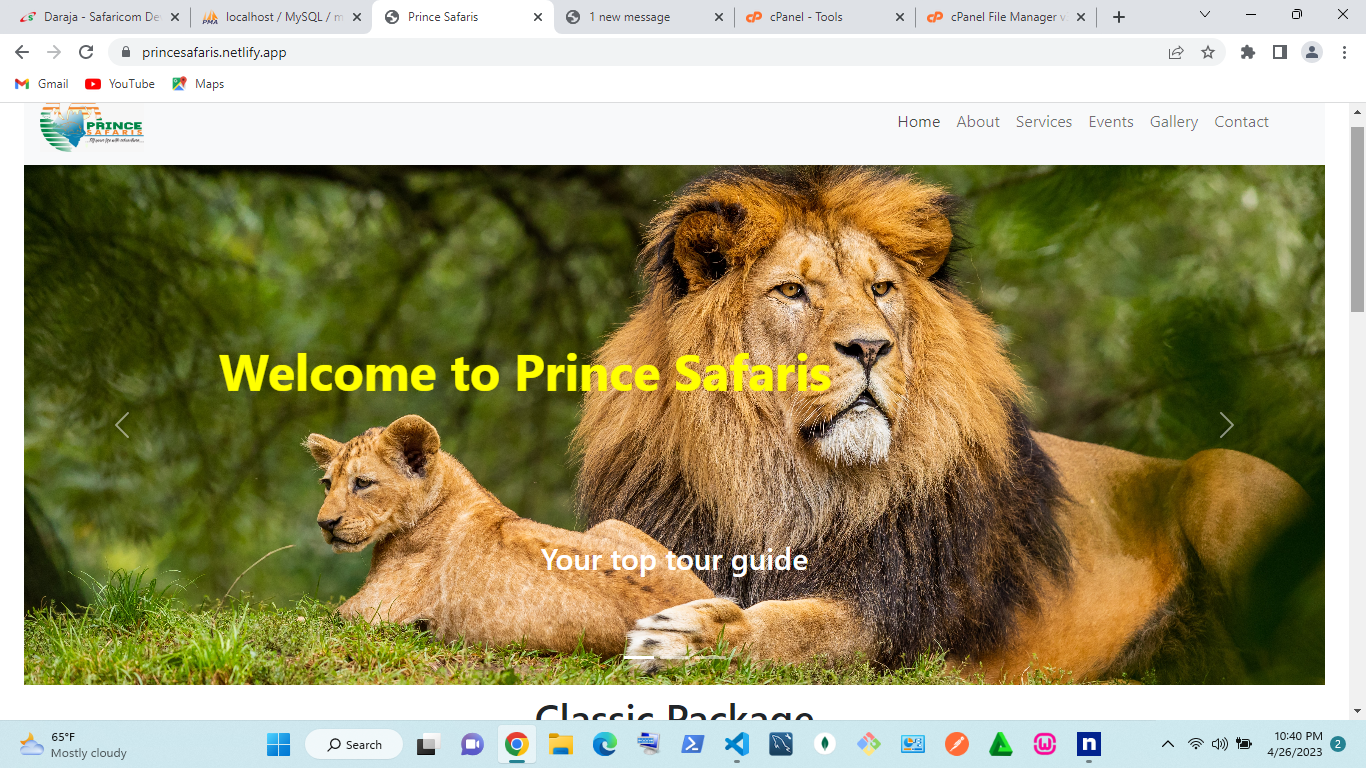 Daraja - Safaricom De
localhost / MySQL / m
Prince Safaris
1 new message
cPanel - Tools
cPanel File Manager v
princesafaris.netlify.app
Gmail
YouTube
Maps
PRINCE
SAFARIS
Home
About
Services
Events
Gallery
Contact
Welcome to Prince Safaris
Your top tour guide
Classic Package
65°F
Mostly cloudy
Search
10:40 PM
4/26/2023
2